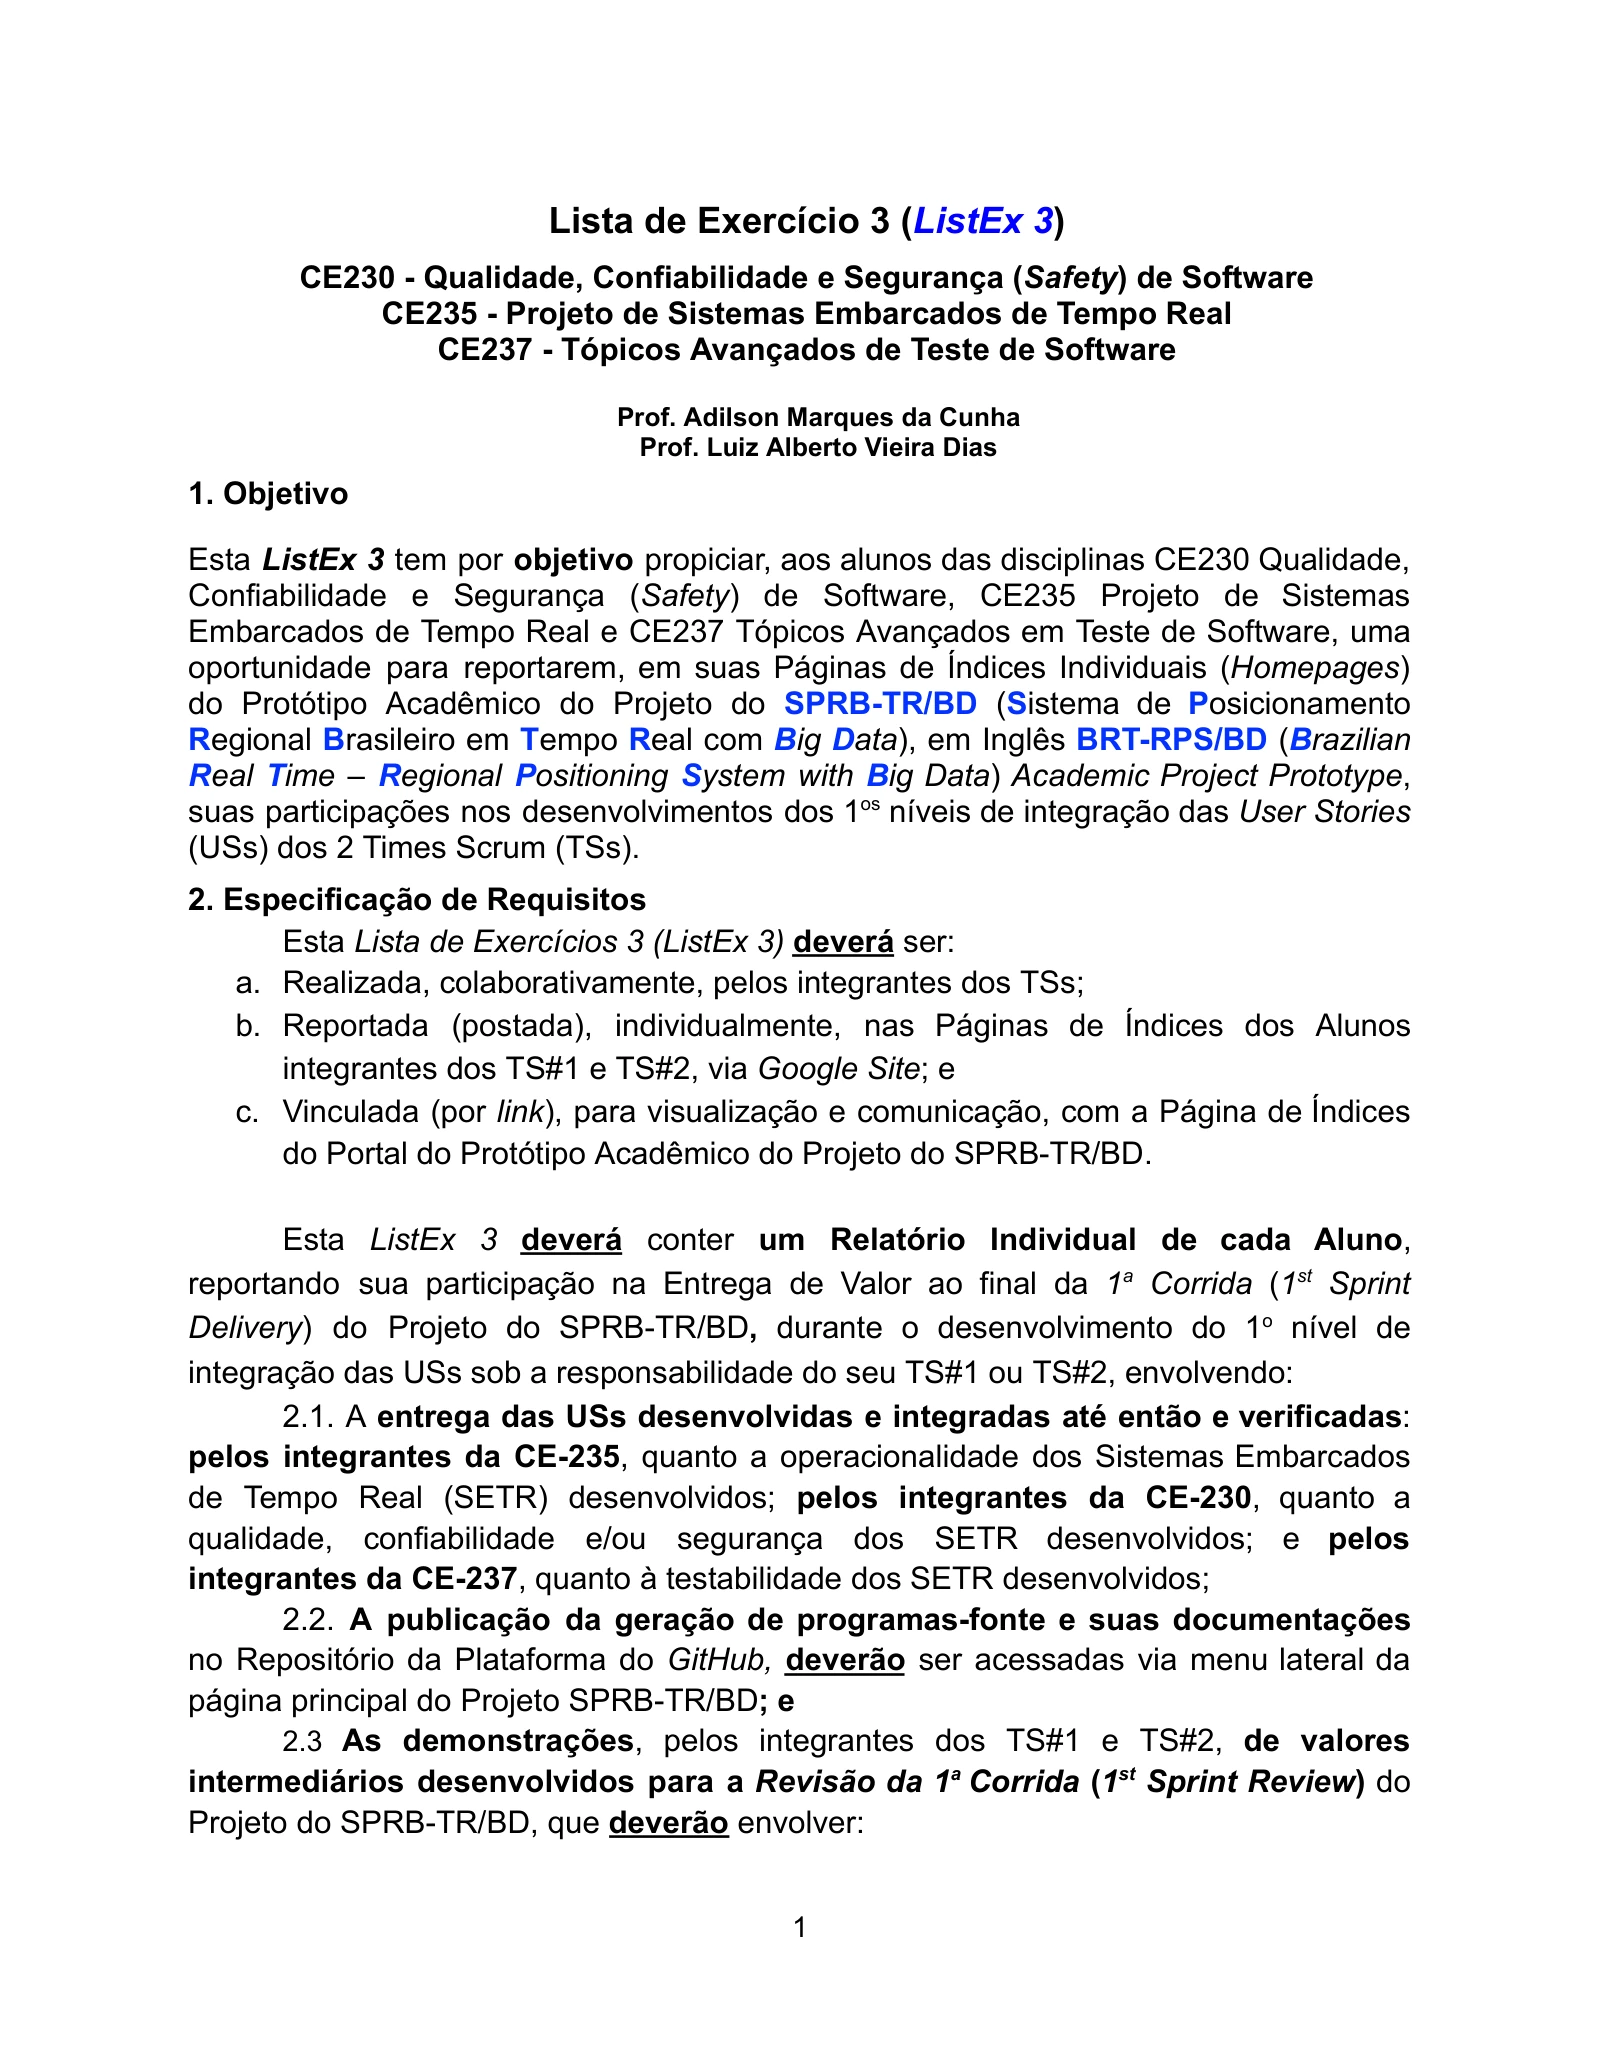 Lista de Exercício 3 (ListEx 3)
CE230 - Qualidade, Confiabilidade e Segurança (Safety) de Software
CE235 - Projeto de Sistemas Embarcados de Tempo Real
CE237 - Tópicos Avançados de Teste de Software
Prof. Adilson Marques da Cunha
Prof. Luiz Alberto Vieira Dias
1. Objetivo
Esta ListEx 3 tem por objetivo propiciar, aos alunos das disciplinas CE230 Qualidade,
Confiabilidade e Segurança (Safety) de Software, CE235 Projeto de Sistemas
Embarcados de Tempo Real e CE237 Tópicos Avançados em Teste de Software, uma
oportunidade para reportarem, em suas Páginas de Índices Individuais (Homepages)
do Protótipo Acadêmico do Projeto do SPRB-TR/BD (Sistema de Posicionamento
Regional Brasileiro em Tempo Real com Big Data), em Inglês BRT-RPS/BD (Brazilian
Real Time – Regional Positioning System with Big Data) Academic Project Prototype,
suas participações nos desenvolvimentos dos 1os níveis de integração das User Stories
(USs) dos 2 Times Scrum (TSs).
2. Especificação de Requisitos
Esta Lista de Exercícios 3 (ListEx 3) deverá ser:
a. Realizada, colaborativamente, pelos integrantes dos TSs;
b. Reportada (postada), individualmente, nas Páginas de Índices dos Alunos
integrantes dos TS#1 e TS#2, via Google Site; e
c. Vinculada (por link), para visualização e comunicação, com a Página de Índices
do Portal do Protótipo Acadêmico do Projeto do SPRB-TR/BD.
Esta ListEx 3 deverá conter um Relatório Individual de cada Aluno,
reportando sua participação na Entrega de Valor ao final da 1ª Corrida (1st Sprint
Delivery) do Projeto do SPRB-TR/BD, durante o desenvolvimento do 1º nível de
integração das USs sob a responsabilidade do seu TS#1 ou TS#2, envolvendo:
2.1. A entrega das USs desenvolvidas e integradas até então e verificadas:
pelos integrantes da CE-235, quanto a operacionalidade dos Sistemas Embarcados
de Tempo Real (SETR) desenvolvidos; pelos integrantes da CE-230, quanto a
qualidade, confiabilidade e/ou segurança dos SETR desenvolvidos; e pelos
integrantes da CE-237, quanto à testabilidade dos SETR desenvolvidos;
2.2. A publicação da geração de programas-fonte e suas documentações
no Repositório da Plataforma do GitHub, deverão ser acessadas via menu lateral da
página principal do Projeto SPRB-TR/BD; e
2.3 As demonstrações, pelos integrantes dos TS#1 e TS#2, de valores
intermediários desenvolvidos para a Revisão da 1ª Corrida (1st Sprint Review) do
Projeto do SPRB-TR/BD, que deverão envolver:
1